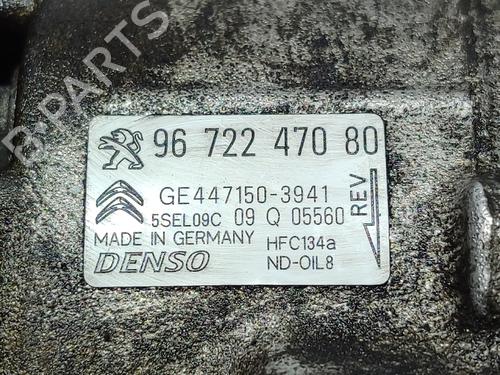 96 722 470 80
GE447150-3941
5SEL09C 09 Q 05560
MADE IN GERMANY HFC134a
DENSO ND-OIL8
REV
B-PARTS